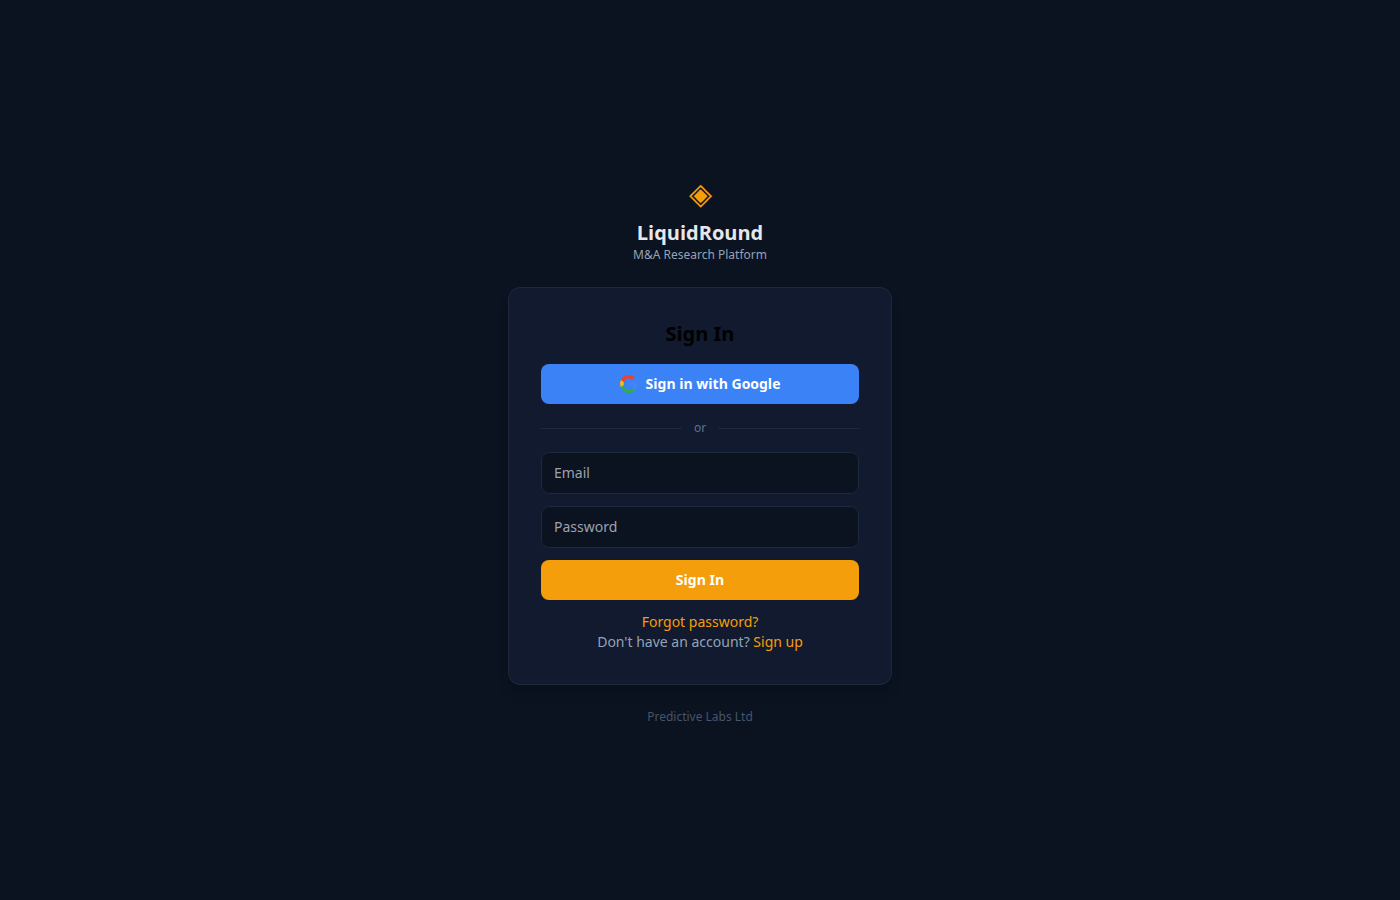 LiquidRound
M&A Research Platform
Sign In
Sign in with Google
or
Email
Password
Sign In
Forgot password?
Don't have an account? Sign up
Predictive Labs Ltd